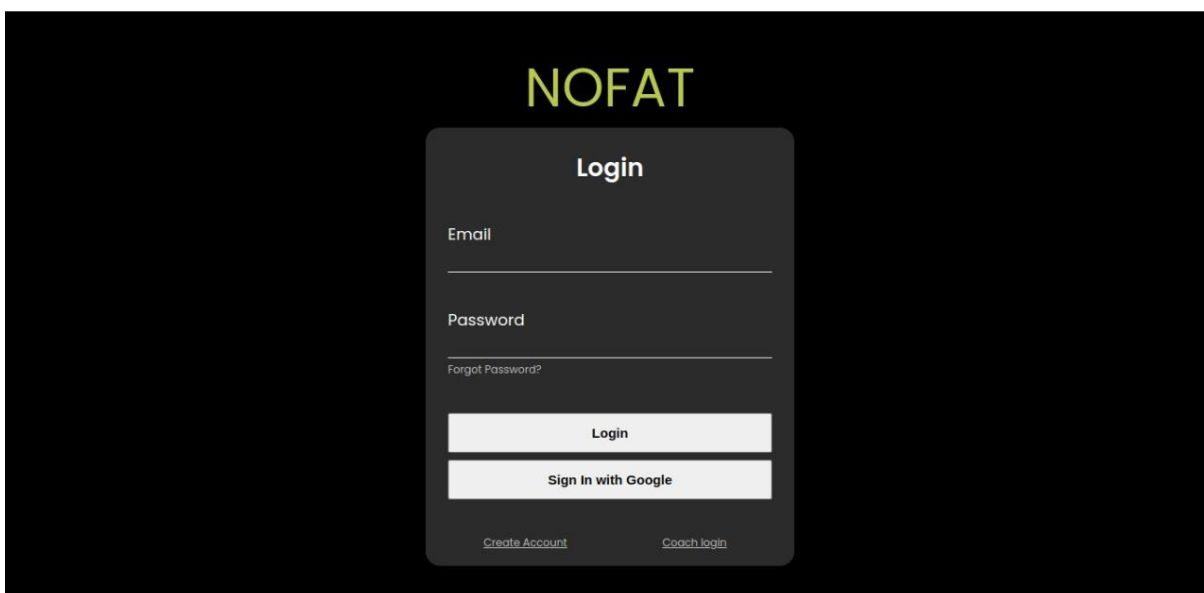 NOFAT
Login
Email
Password
Forgot Password?
Login
Sign In with Google
Create Account Coach login